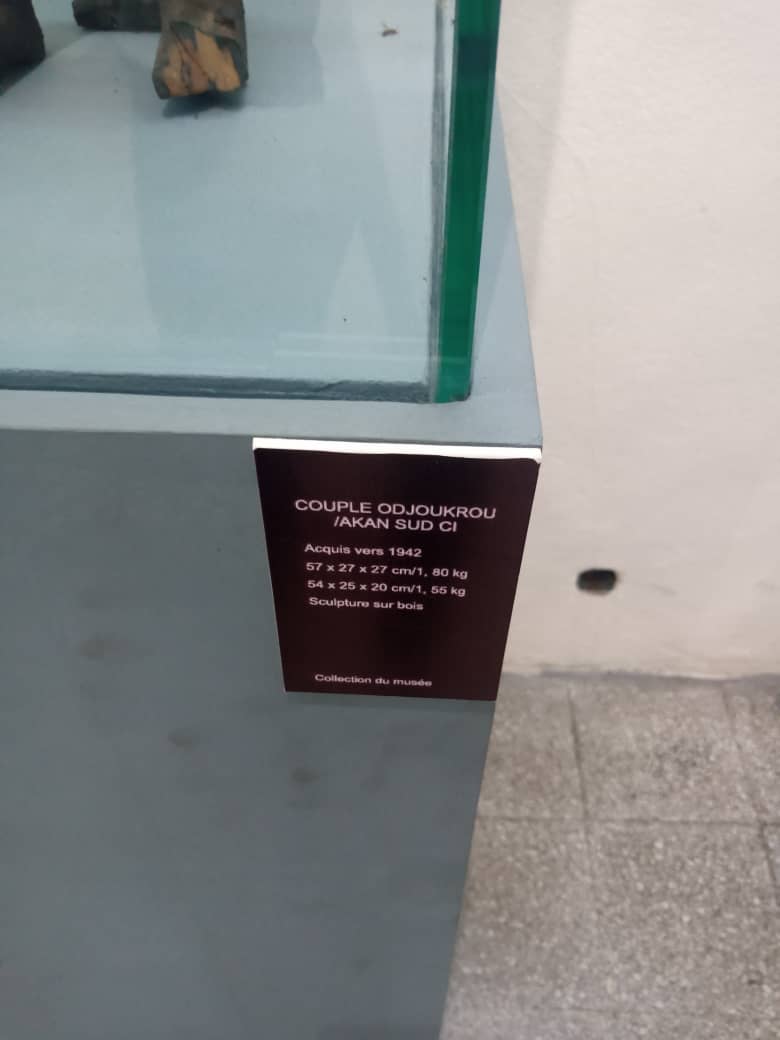 COUPLE ODJOUKROU
/AKAN SUD CI
Acquis vers 1942
57 x 27 x 27 cm/1, 80 kg
54 x 25 x 20 cm/1, 55 kg
Sculpture sur bois
Collection du musée